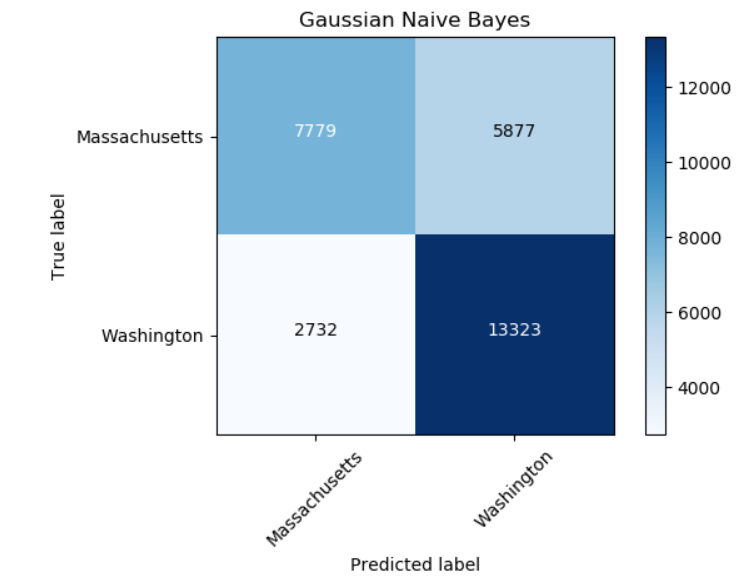 Gaussian Naive Bayes
Massachusetts
7779
5877
Washington
2732
13323
Massachusetts
Washington
True label
Predicted label
12000
10000
8000
6000
4000